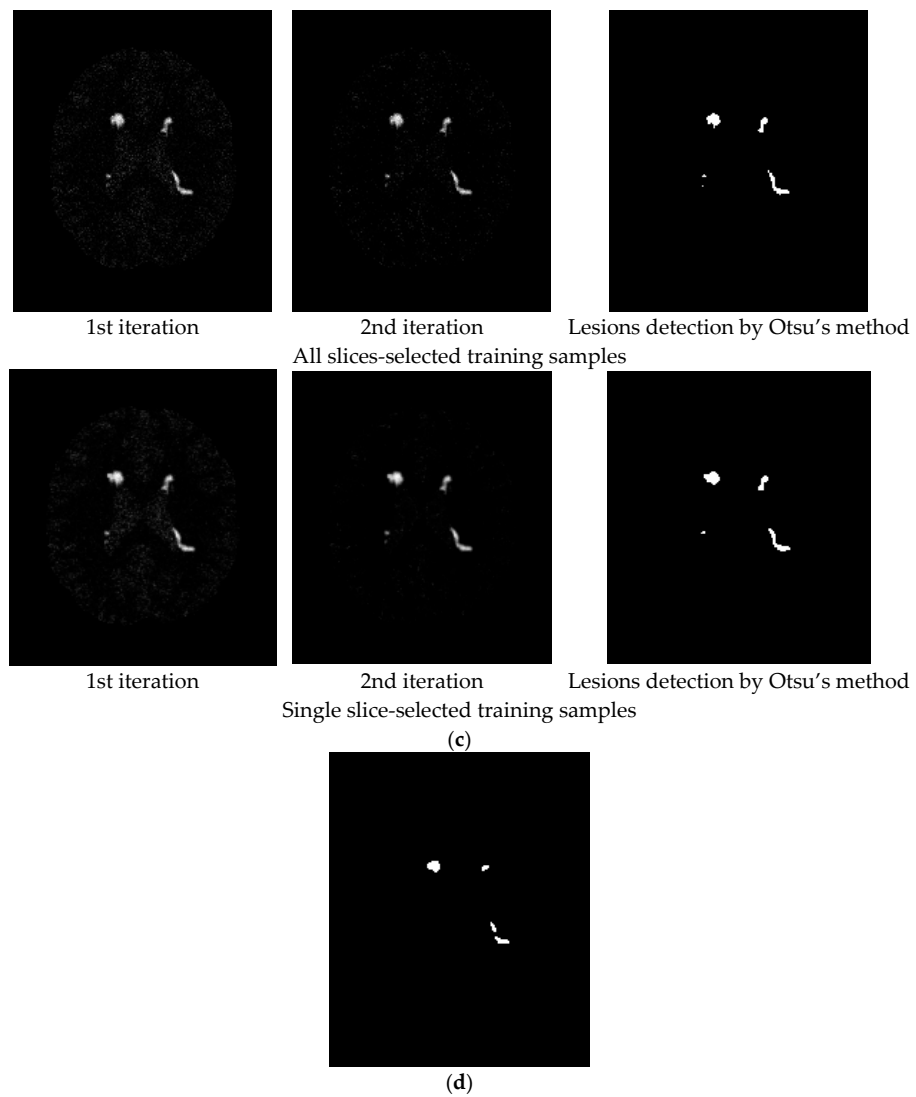 1st iteration 2nd iteration Lesions detection by Otsu’s method
All slices-selected training samples
1st iteration 2nd iteration Lesions detection by Otsu’s method
Single slice-selected training samples
(c)
(d)